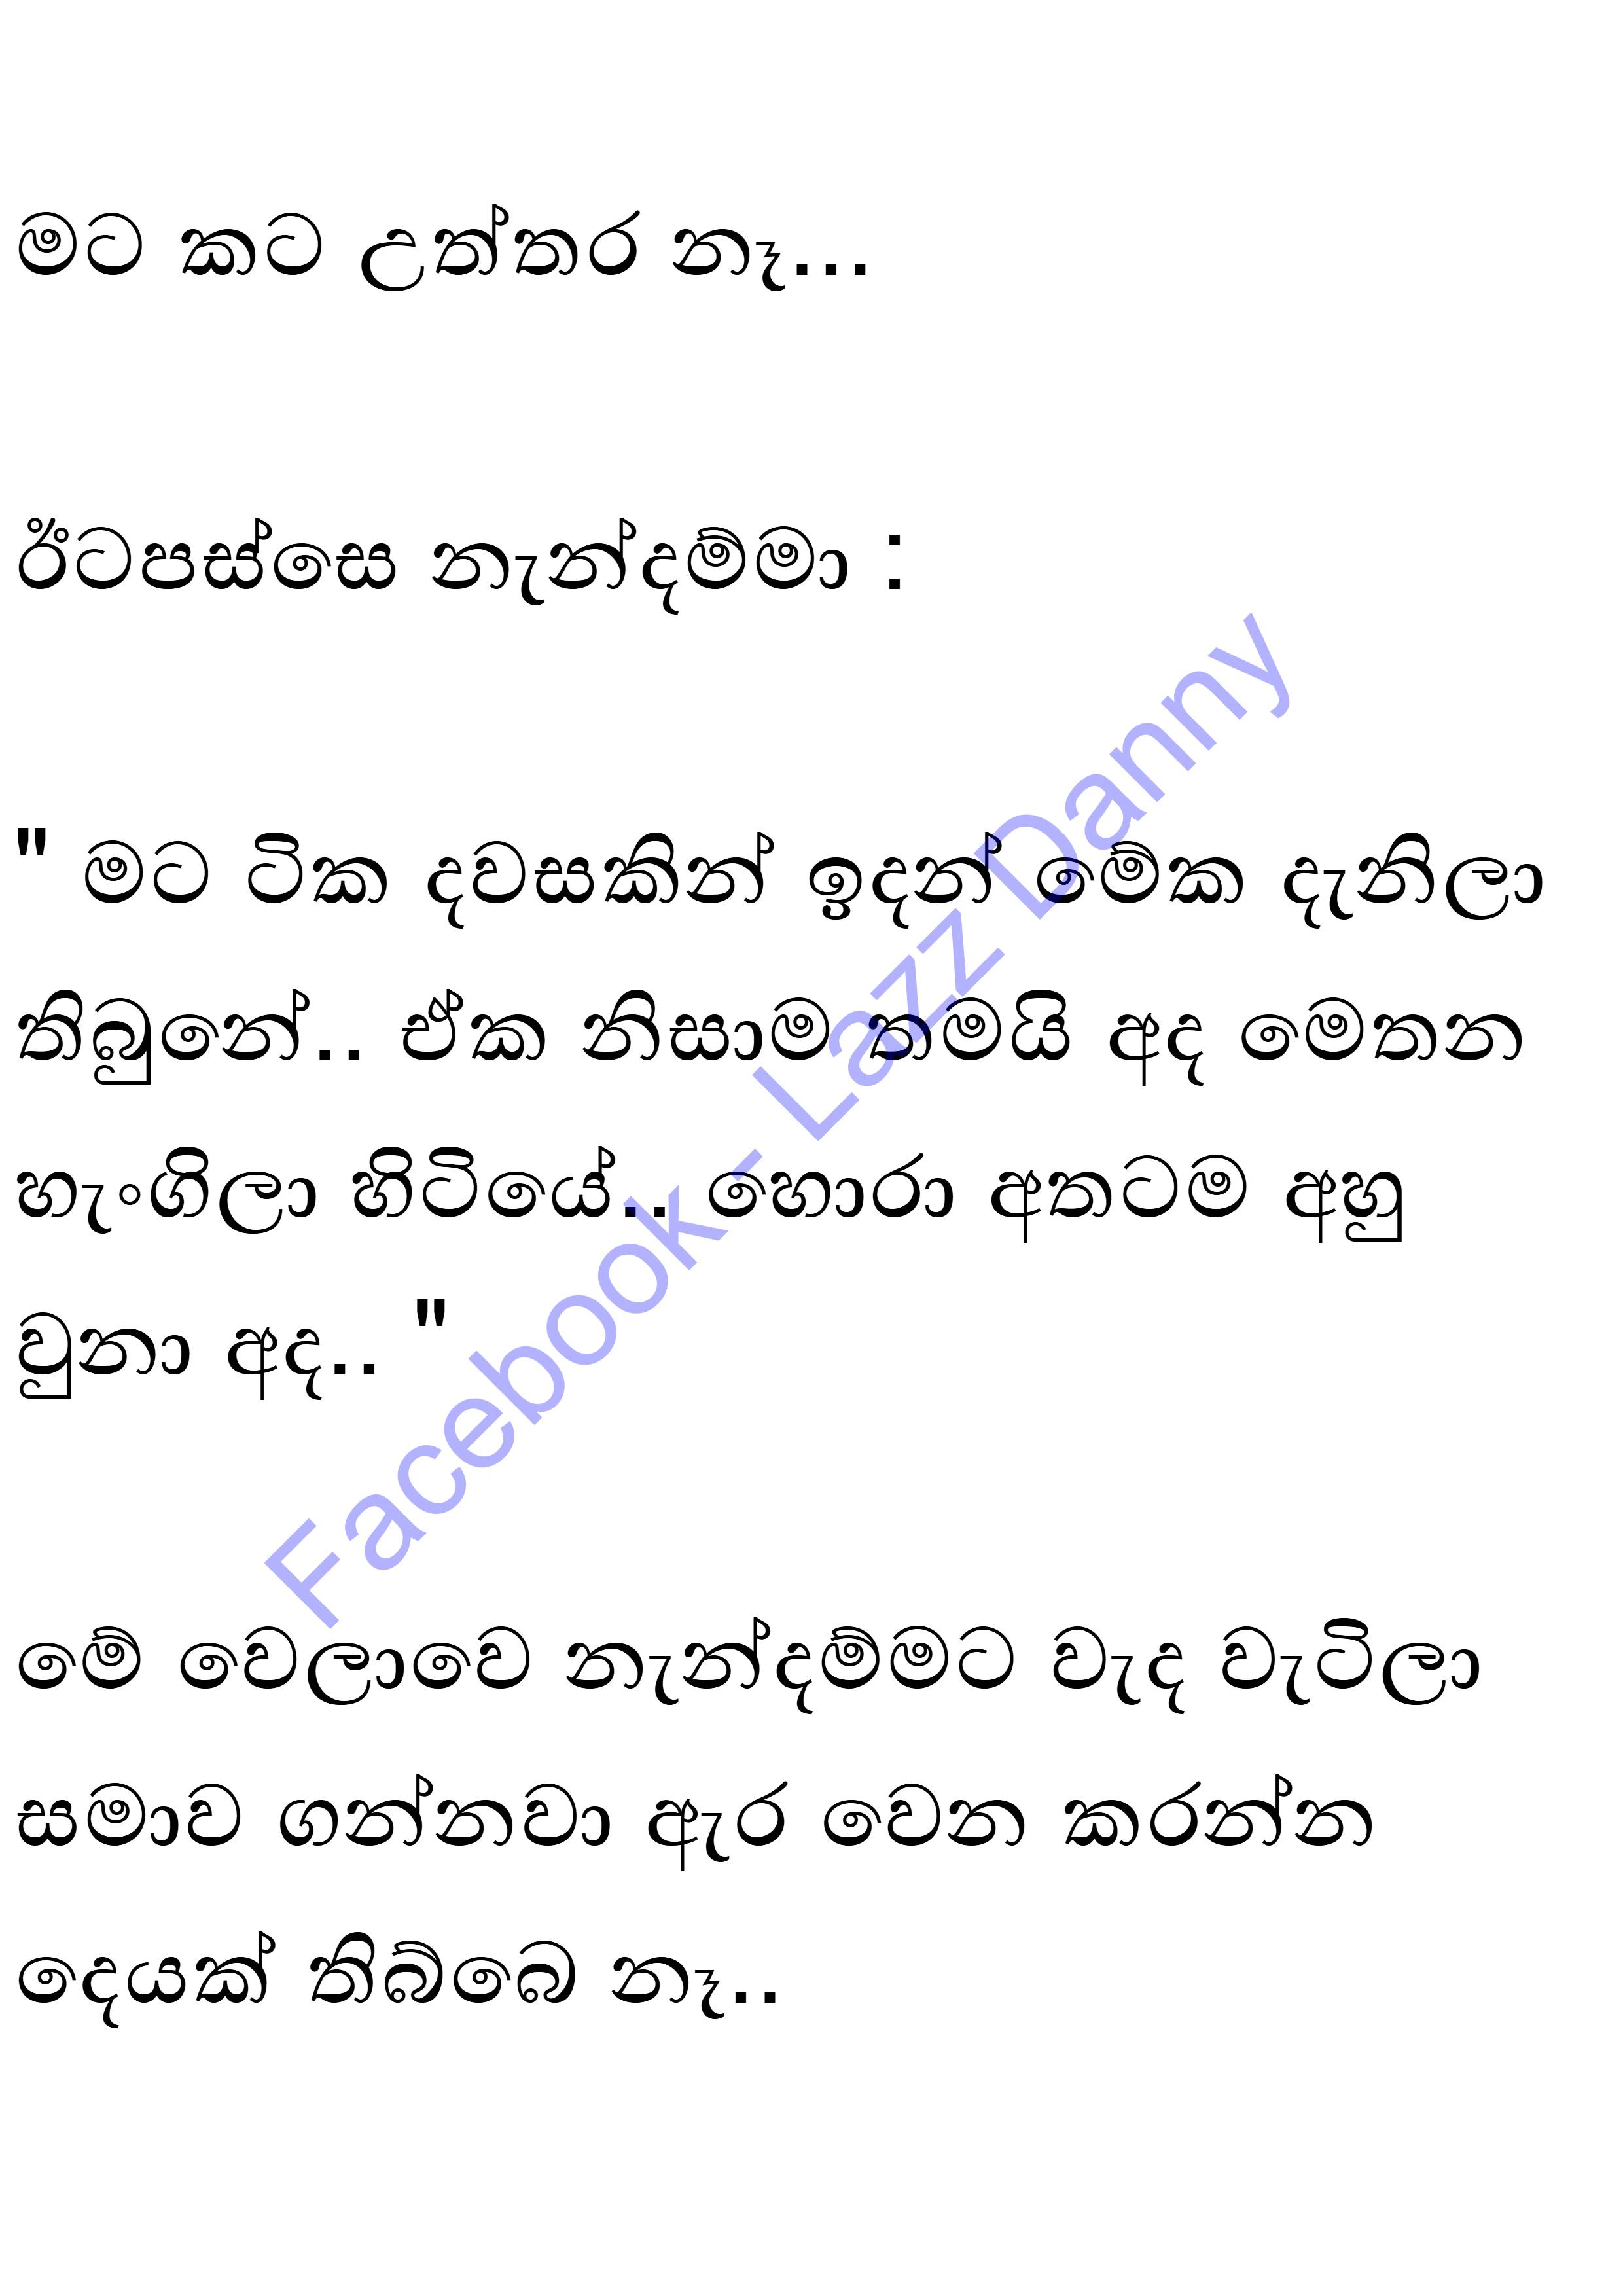 මට කට උත්තර නෑ...
ඊටපස්සෙ නැන්දම්මා :
" මට ටික දවසකින් ඉදන් මේක දැනිලා
තිබුනේ.. ඒක නිසාම තමයි අද මෙතන
හැංගිලා හිටියේ.. හොරා අතටම අහු
වුනා අද.. "
මේ වෙලාවෙ නැන්දම්මට වැද වැටිලා
සමාව ගන්නවා ඇර වෙන කරන්න
දෙයක් තිබ්බෙ නෑ..
Facebook - Lazz Danny